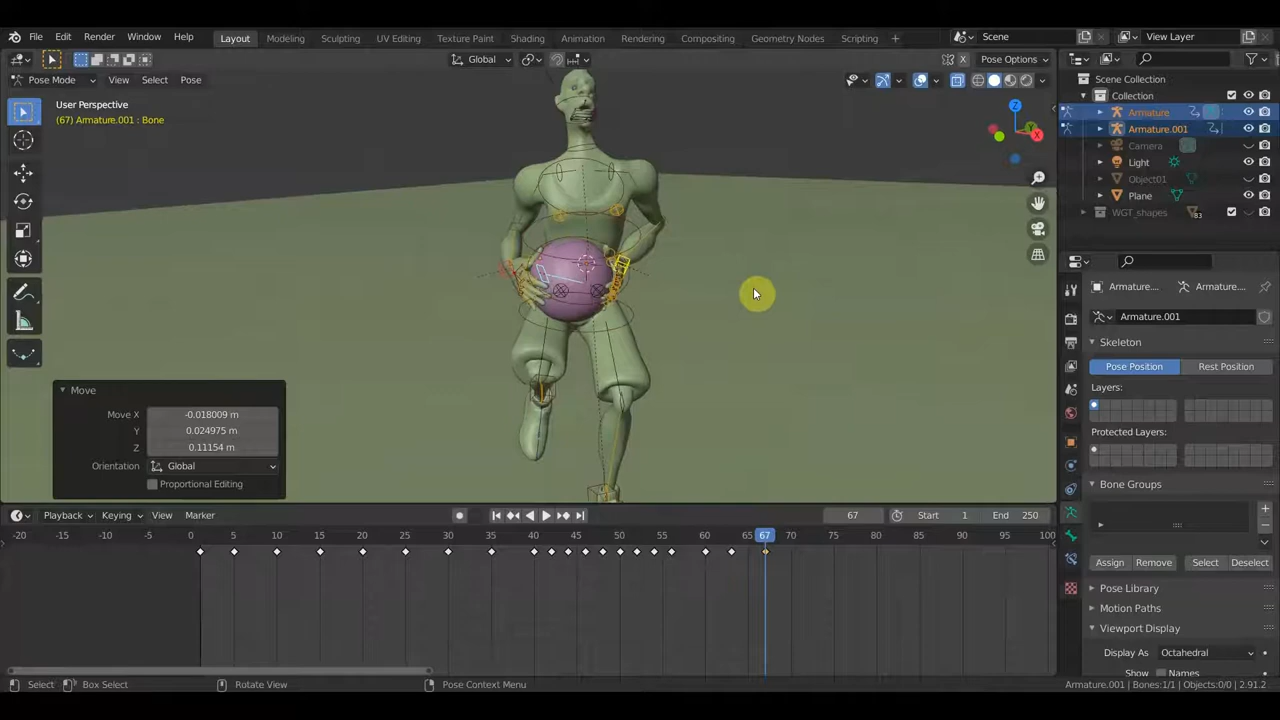 File Edit Render Window Help Layout Modeling Sculpting UV Editing Texture Paint Shading Animation Rendering Compositing Geometry Nodes Scripting + Scene View Layer
Global Pose Options
Pose Mode View Select Pose
User Perspective
(67) Armature.001 : Bone
Z
X
Y
Scene Collection
Collection
Armature
Armature.001
Camera
Light
Object01
Plane
WGT_shapes 83
Armature.... Armature....
Armature.001
Skeleton
Pose Position Rest Position
Layers:
Protected Layers:
Bone Groups
Assign Remove Select Deselect
Pose Library
Motion Paths
Viewport Display
Display As Octahedral
Show Names
Move
Move X -0.018009 m
Y 0.024975 m
Z 0.11154 m
Orientation Global
Proportional Editing
Playback Keying View Marker 67 Start 1 End 250
-20 -15 -10 -5 0 5 10 15 20 25 30 35 40 45 50 55 60 65 67 70 75 80 85 90 95 100
Select Box Select Rotate View Pose Context Menu Armature.001 | Bones:1/1 | Objects:0/0 | 2.91.2